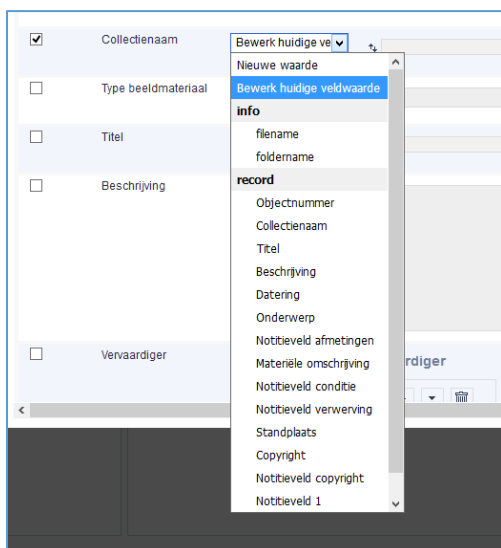 Collectienaam
Bewerk huidige ve
Nieuwe waarde
Type beeldmateriaal
Bewerk huidige veldwaarde
info
Titel
filename
foldername
Beschrijving
record
Objectnummer
Collectienaam
Titel
Beschrijving
Datering
Onderwerp
Notitieveld afmetingen
Vervaardiger
Materiële omschrijving
rdiger
Notitieveld conditie
Notitieveld verwerving
Standplaats
Copyright
Notitieveld copyright
Notitieveld 1